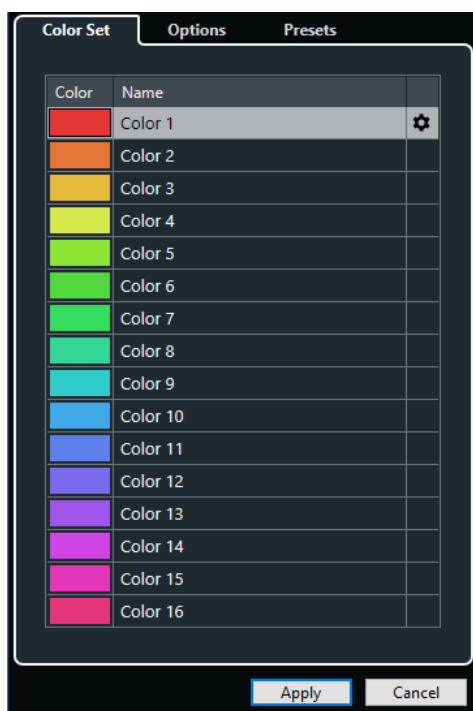 Color Set Options Presets
Color Name
Color 1
Color 2
Color 3
Color 4
Color 5
Color 6
Color 7
Color 8
Color 9
Color 10
Color 11
Color 12
Color 13
Color 14
Color 15
Color 16
Apply Cancel